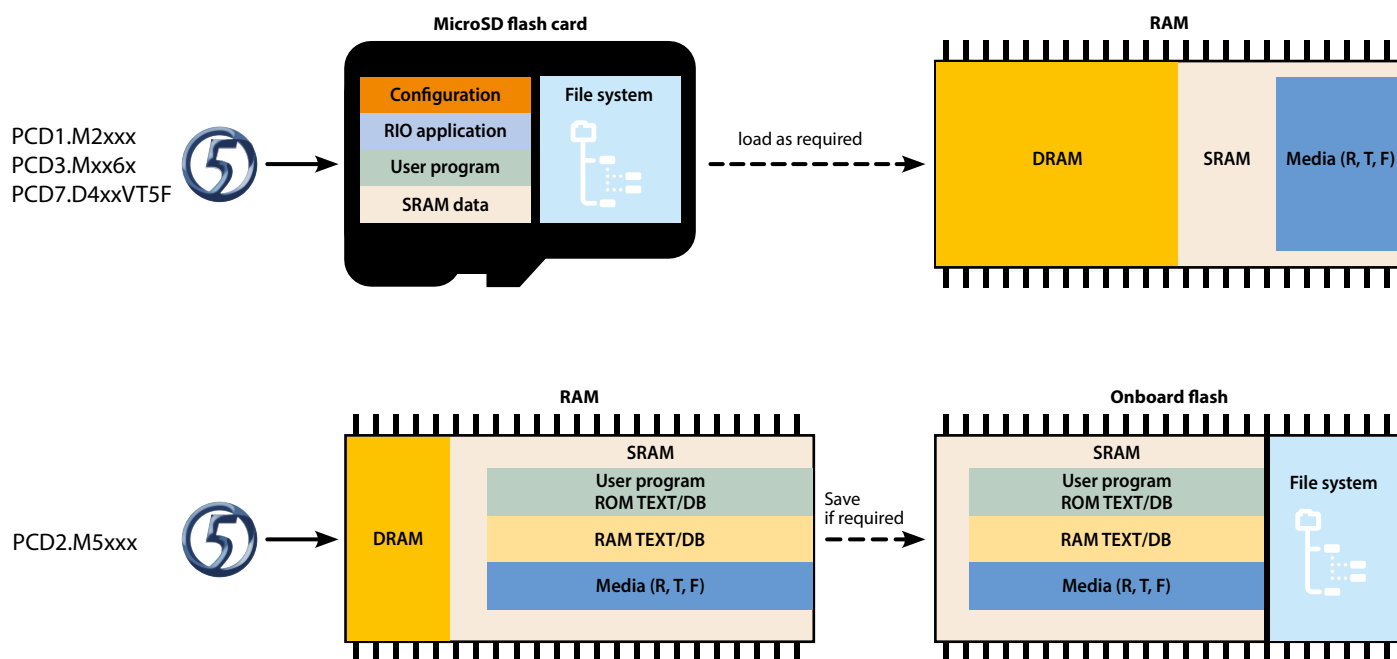 MicroSD flash card
RAM
PCD1.M2xxx
PCD3.Mxx6x
PCD7.D4xxVT5F
5
Configuration
RIO application
User program
SRAM data
File system
load as required
DRAM
SRAM
Media (R, T, F)
RAM
Onboard flash
PCD2.M5xxx
5
DRAM
SRAM
User program
ROM TEXT/DB
RAM TEXT/DB
Media (R, T, F)
Save
if required
SRAM
User program
ROM TEXT/DB
RAM TEXT/DB
Media (R, T, F)
File system